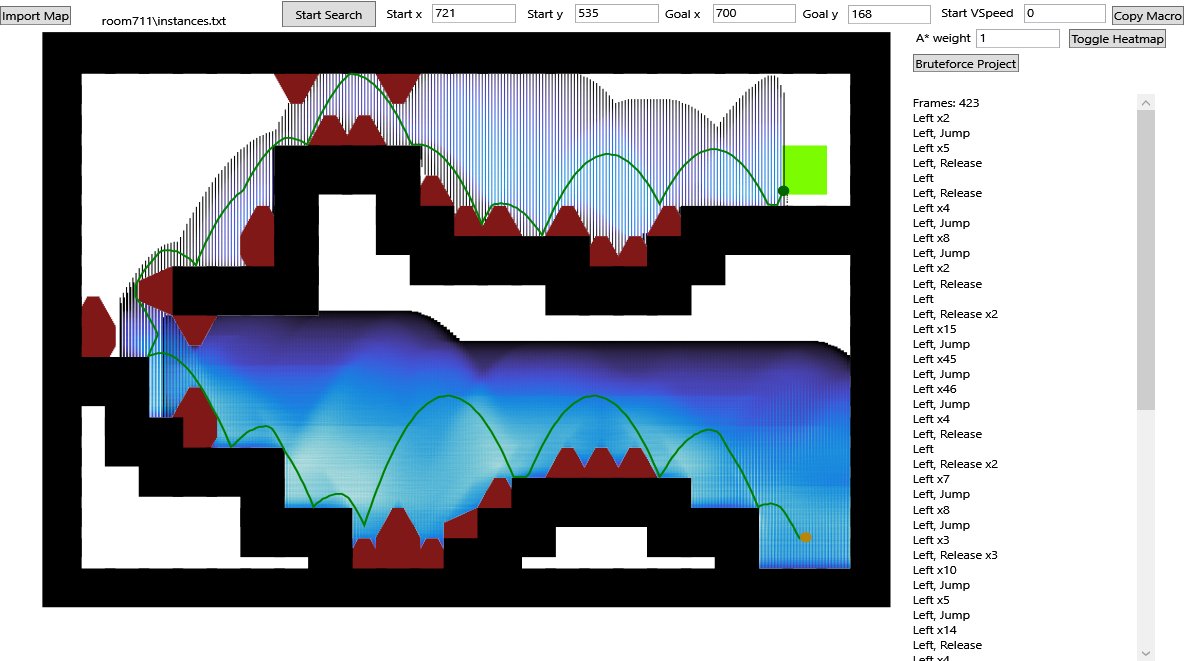 Import Map
room711\instances.txt
Start Search
Start x 721
Start y 535
Goal x 700
Goal y 168
Start VSpeed 0
Copy Macro
A* weight 1
Toggle Heatmap
Bruteforce Project
Frames: 423
Left x2
Left, Jump
Left x5
Left, Release
Left
Left, Release
Left x4
Left, Jump
Left x8
Left, Jump
Left x2
Left, Release
Left
Left, Release x2
Left x15
Left, Jump
Left x45
Left, Jump
Left x46
Left, Jump
Left x4
Left, Release
Left
Left, Release x2
Left x7
Left, Jump
Left x8
Left, Jump
Left x3
Left, Release x3
Left x10
Left, Jump
Left x5
Left, Jump
Left x14
Left, Release
Left x4